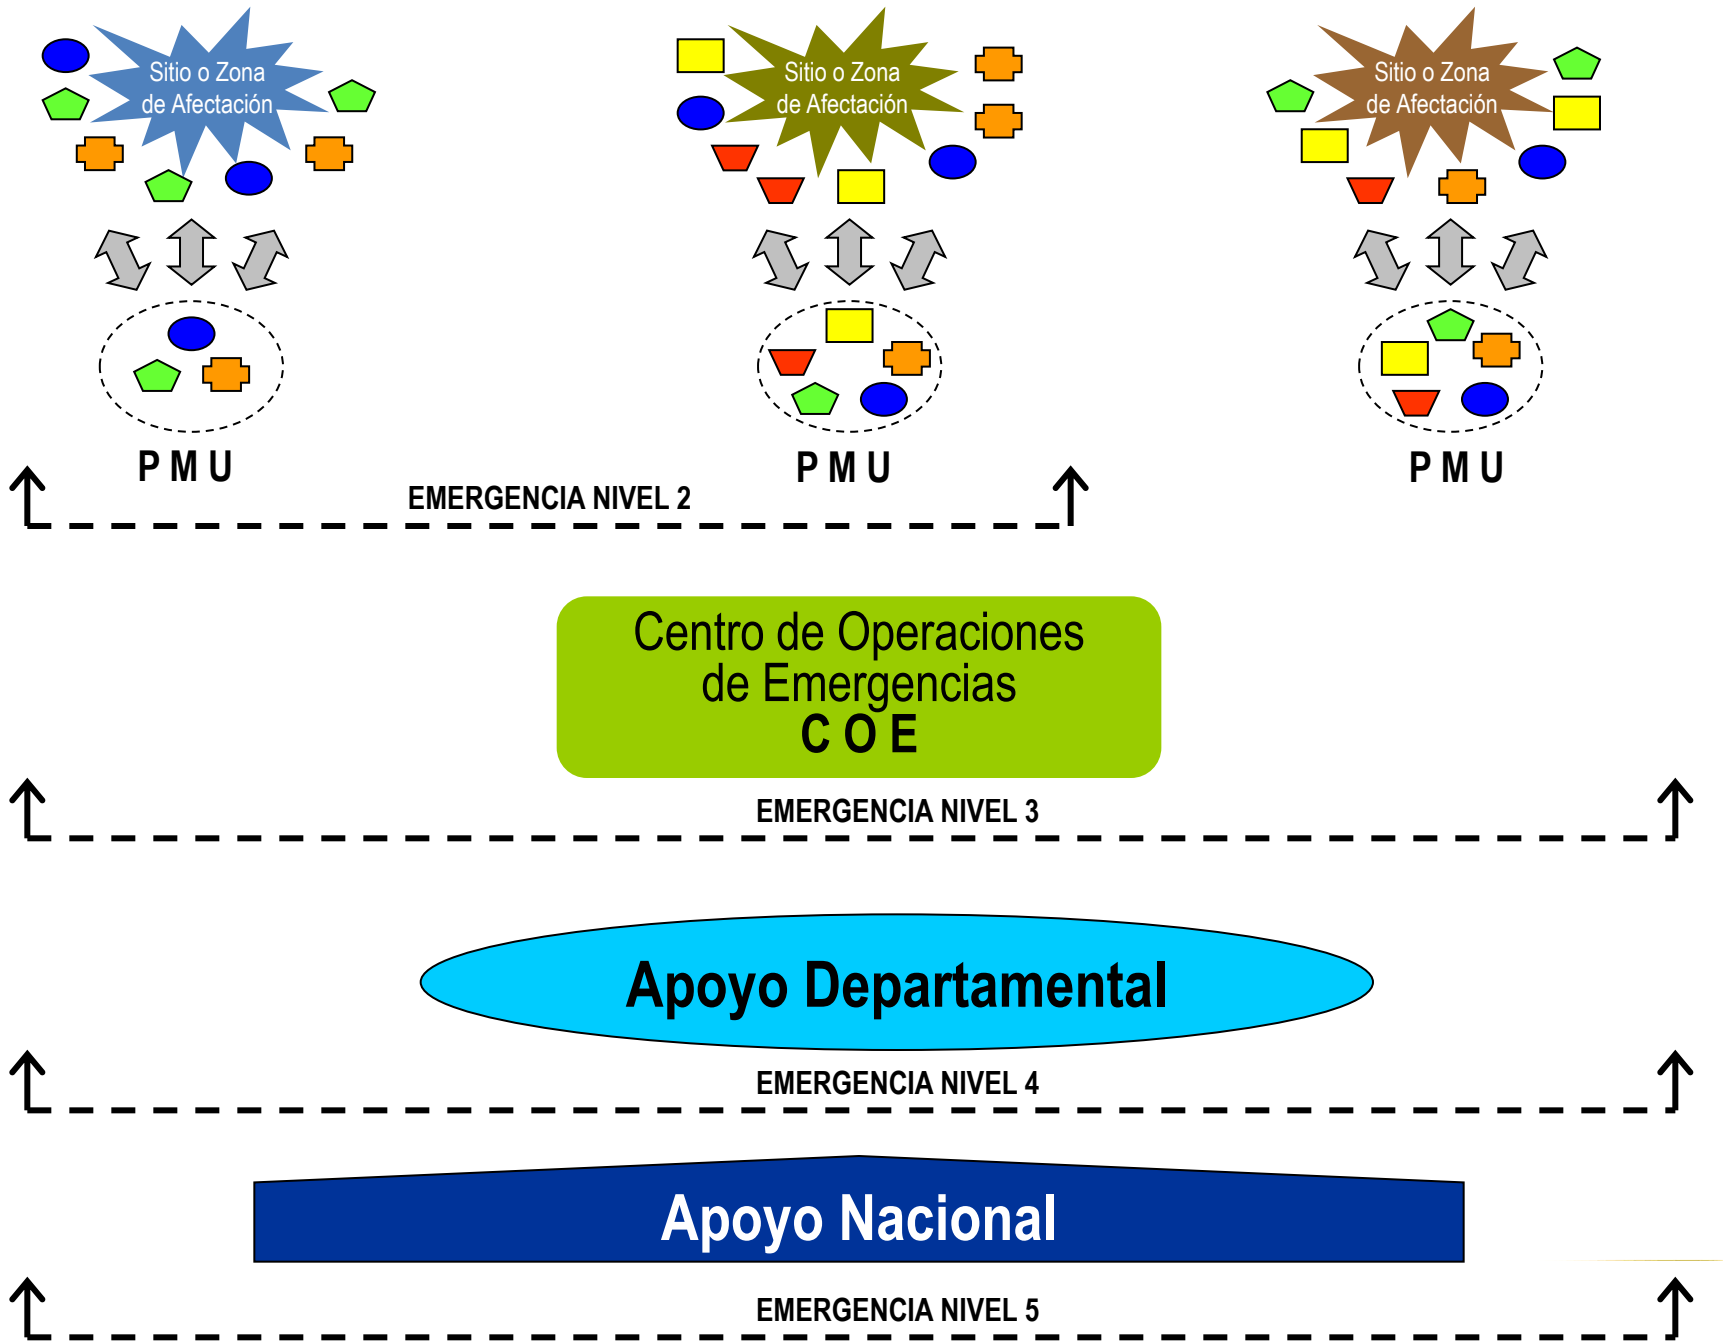 Sitio o Zona
de Afectación
Sitio o Zona
de Afectación
Sitio o Zona
de Afectación
P M U
P M U
P M U
EMERGENCIA NIVEL 2
Centro de Operaciones
de Emergencias
C O E
EMERGENCIA NIVEL 3
Apoyo Departamental
EMERGENCIA NIVEL 4
Apoyo Nacional
EMERGENCIA NIVEL 5